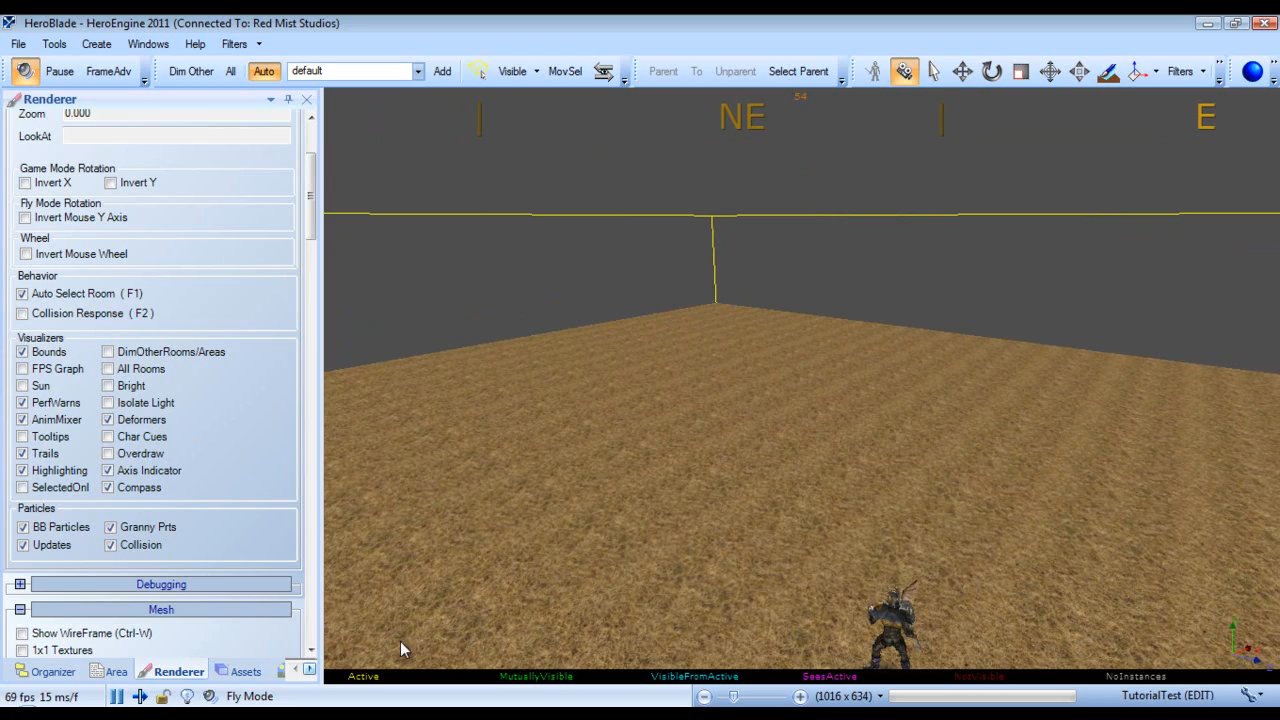 HeroBlade - HeroEngine 2011 (Connected To: Red Mist Studios)
File Tools Create Windows Help Filters
Pause FrameAdv Dim Other All Auto default Add Visible MovSel Parent To Unparent Select Parent Filters
Renderer
Zoom 0.000
LookAt
Game Mode Rotation
Invert X Invert Y
Fly Mode Rotation
Invert Mouse Y Axis
Wheel
Invert Mouse Wheel
Behavior
Auto Select Room ( F1)
Collision Response ( F2 )
Visualizers
Bounds DimOtherRooms/Areas
FPS Graph All Rooms
Sun Bright
PerfWarns Isolate Light
AnimMixer Deformers
Tooltips Char Cues
Trails Overdraw
Highlighting Axis Indicator
SelectedOnl Compass
Particles
BB Particles Granny Prts
Updates Collision
Debugging
Mesh
Show WireFrame (Ctrl-W)
1x1 Textures
Organizer Area Renderer Assets
54
NE E
Active MutuallyVisible VisibleFromActive SeesActive NotVisible NoInstances
69 fps 15 ms/f Fly Mode (1016 x 634) TutorialTest (EDIT)